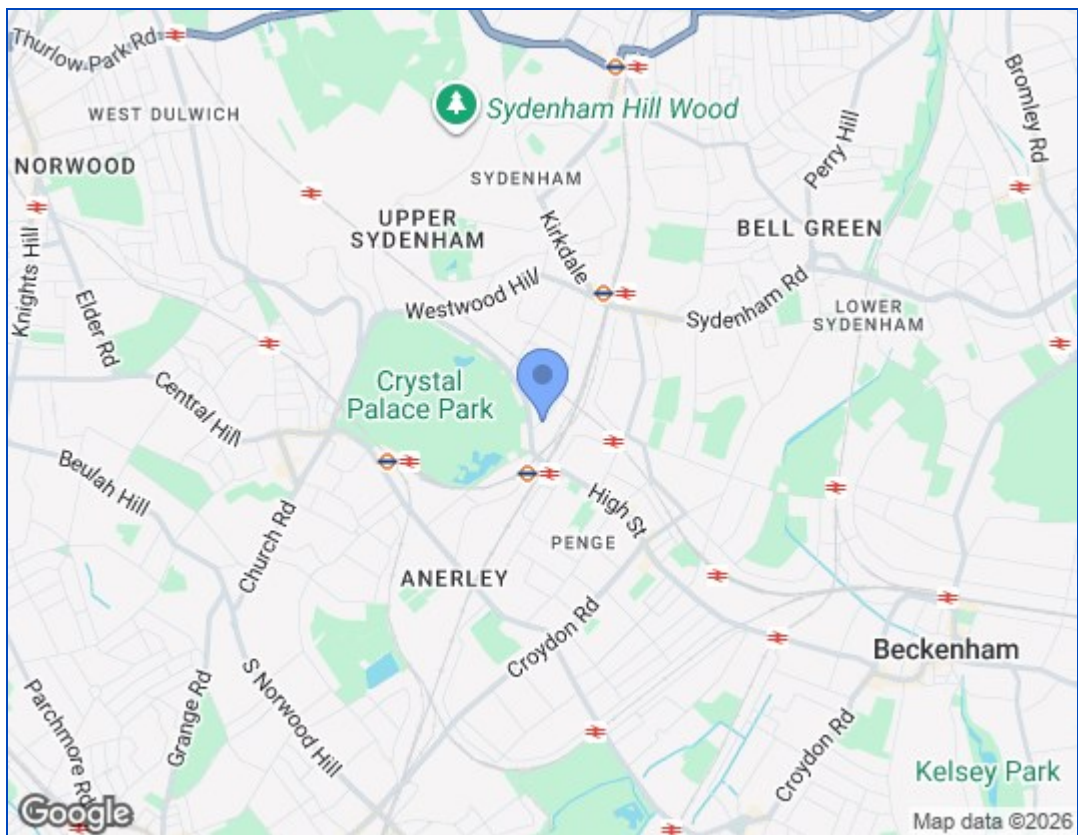 Thurlow Park Rd
WEST DULWICH
Sydenham Hill Wood
Bromley Rd
NORWOOD
SYDENHAM
Perry Hill
UPPER
SYDENHAM
Kirkdale
BELL GREEN
Knights Hill
Elder Rd
Westwood Hill
Sydenham Rd
LOWER
SYDENHAM
Crystal
Palace Park
Central Hill
Beulah Hill
Church Rd
High St
PENGE
ANERLEY
Croydon Rd
Beckenham
S Norwood Hill
Grange Rd
Parchmore Rd
Croydon Rd
Kelsey Park
Google
Map data ©2026